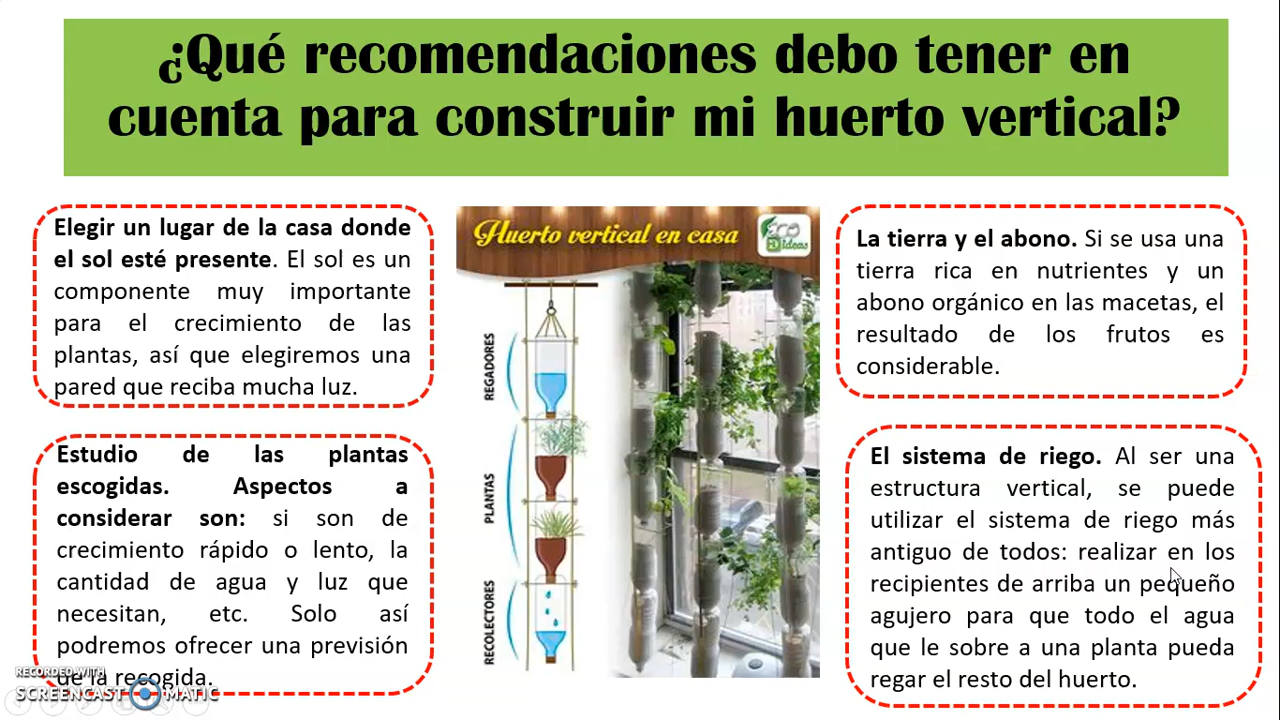 ¿Qué recomendaciones debo tener en
cuenta para construir mi huerto vertical?
Elegir un lugar de la casa donde
el sol esté presente. El sol es un
componente muy importante
para el crecimiento de las
plantas, así que elegiremos una
pared que reciba mucha luz.
Estudio de las plantas
escogidas. Aspectos a
considerar son: si son de
crecimiento rápido o lento, la
cantidad de agua y luz que
necesitan, etc. Solo así
podremos ofrecer una previsión
de la recogida.
Huerto vertical en casa
ECO
ideas
REGADORES
PLANTAS
RECOLECTORES
La tierra y el abono. Si se usa una
tierra rica en nutrientes y un
abono orgánico en las macetas, el
resultado de los frutos es
considerable.
El sistema de riego. Al ser una
estructura vertical, se puede
utilizar el sistema de riego más
antiguo de todos: realizar en los
recipientes de arriba un pequeño
agujero para que todo el agua
que le sobre a una planta pueda
regar el resto del huerto.
RECORDED WITH
SCREENCAST MATIC